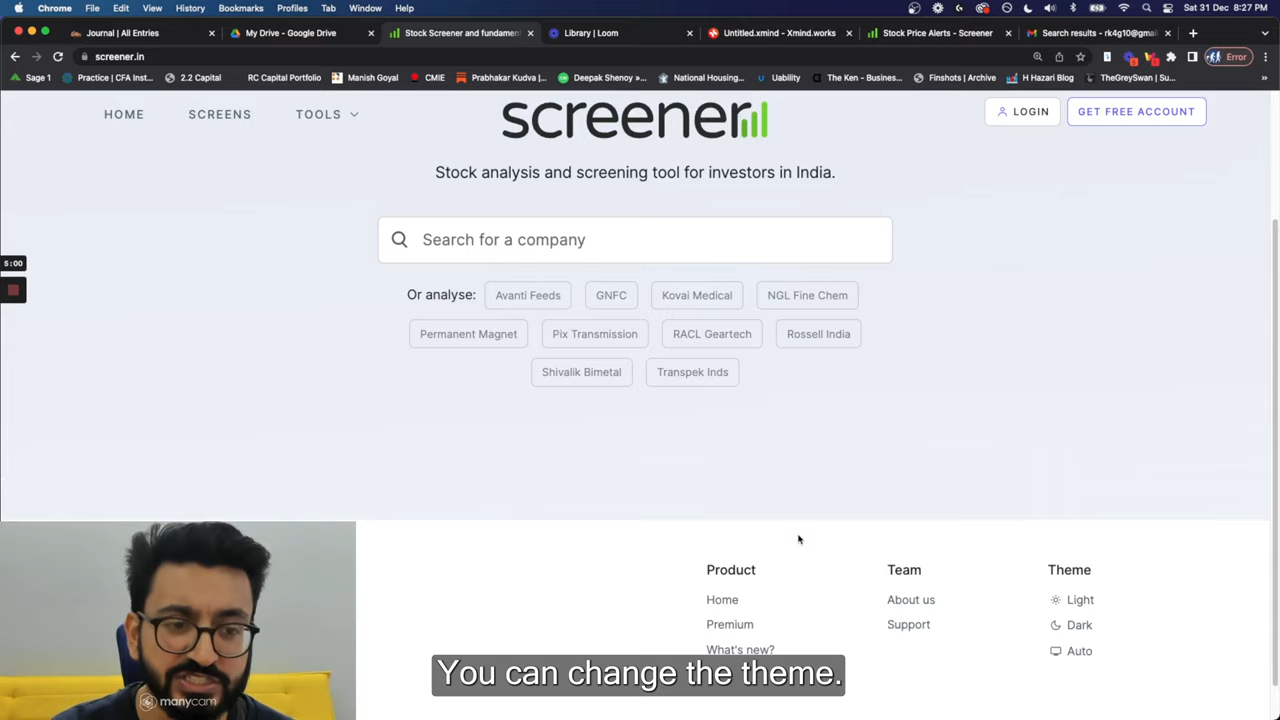 Chrome File Edit View History Bookmarks Profiles Tab Window Help Sat 31 Dec 8:27 PM
Journal | All Entries My Drive - Google Drive Stock Screener and fundamen Library | Loom Untitled.xmind - Xmind.works Stock Price Alerts - Screener Search results - rk4g10@gmai
screener.in Error
Sage 1 Practice | CFA Inst... 2.2 Capital RC Capital Portfolio Manish Goyal CMIE Prabhakar Kudva /... Deepak Shenoy »... National Housing... Uability The Ken - Busines... Finshots | Archive H Hazari Blog TheGreySwan | Su...
HOME SCREENS TOOLS screener LOGIN GET FREE ACCOUNT
Stock analysis and screening tool for investors in India.
Search for a company
5:00
Or analyse: Avanti Feeds GNFC Kovai Medical NGL Fine Chem
Permanent Magnet Pix Transmission RACL Geartech Rossell India
Shivalik Bimetal Transpek Inds
Product Team Theme
Home About us Light
Premium Support Dark
What's new? Auto
You can change the theme.
manycam